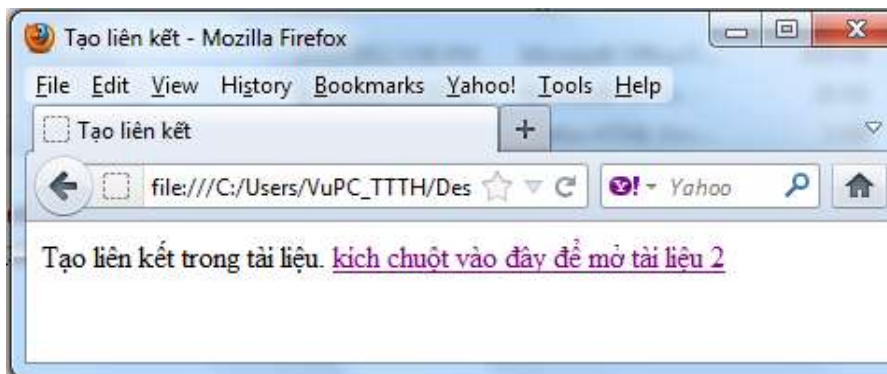 Tạo liên kết - Mozilla Firefox
File Edit View History Bookmarks Yahoo! Tools Help
Tạo liên kết
file:///C:/Users/VuPC_TTTH/Des Y! Yahoo
Tạo liên kết trong tài liệu. kích chuột vào đây để mở tài liệu 2